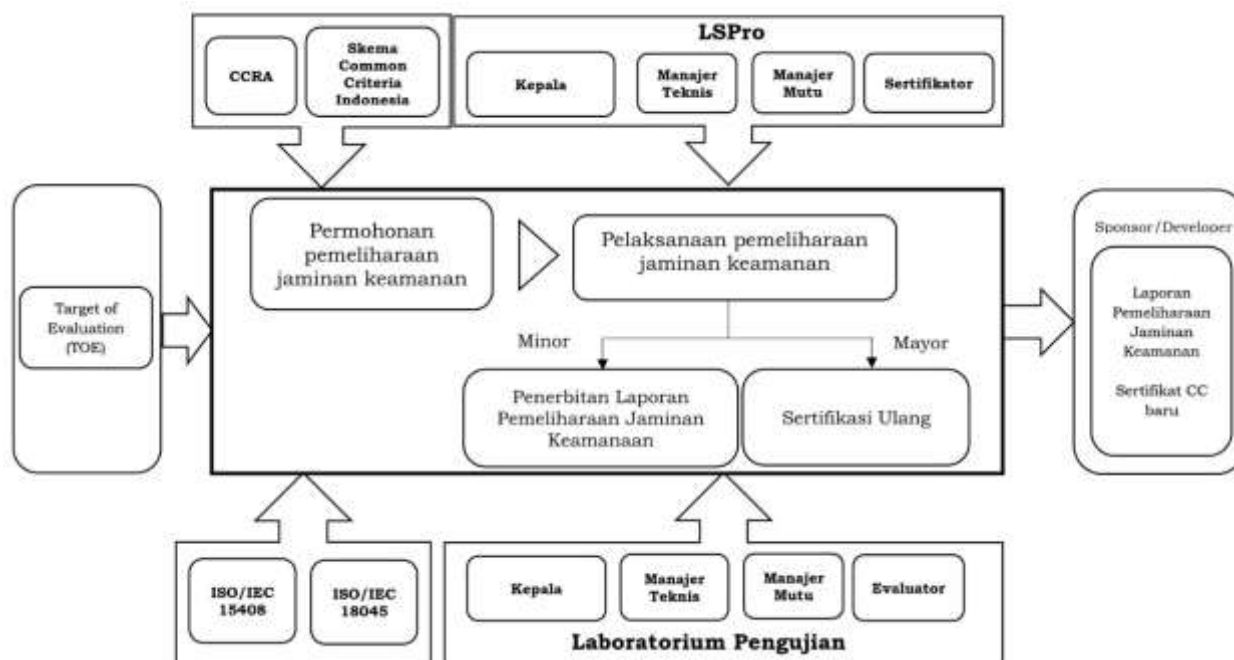 CCRA
Skema
Common
Criteria
Indonesia
LSPro
Kepala
Manajer
Teknis
Manajer
Mutu
Sertifikator
Target of
Evaluation
(TOE)
Permohonan
pemeliharaan
jaminan keamanan
Pelaksanaan pemeliharaan
jaminan keamanan
Minor
Mayor
Penerbitan Laporan
Pemeliharaan Jaminan
Keamanaan
Sertifikasi Ulang
Sponsor/Developer
Laporan
Pemeliharaan
Jaminan
Keamanan
Sertifikat CC
baru
ISO/IEC
15408
ISO/IEC
18045
Kepala
Manajer
Teknis
Manajer
Mutu
Evaluator
Laboratorium Pengujian